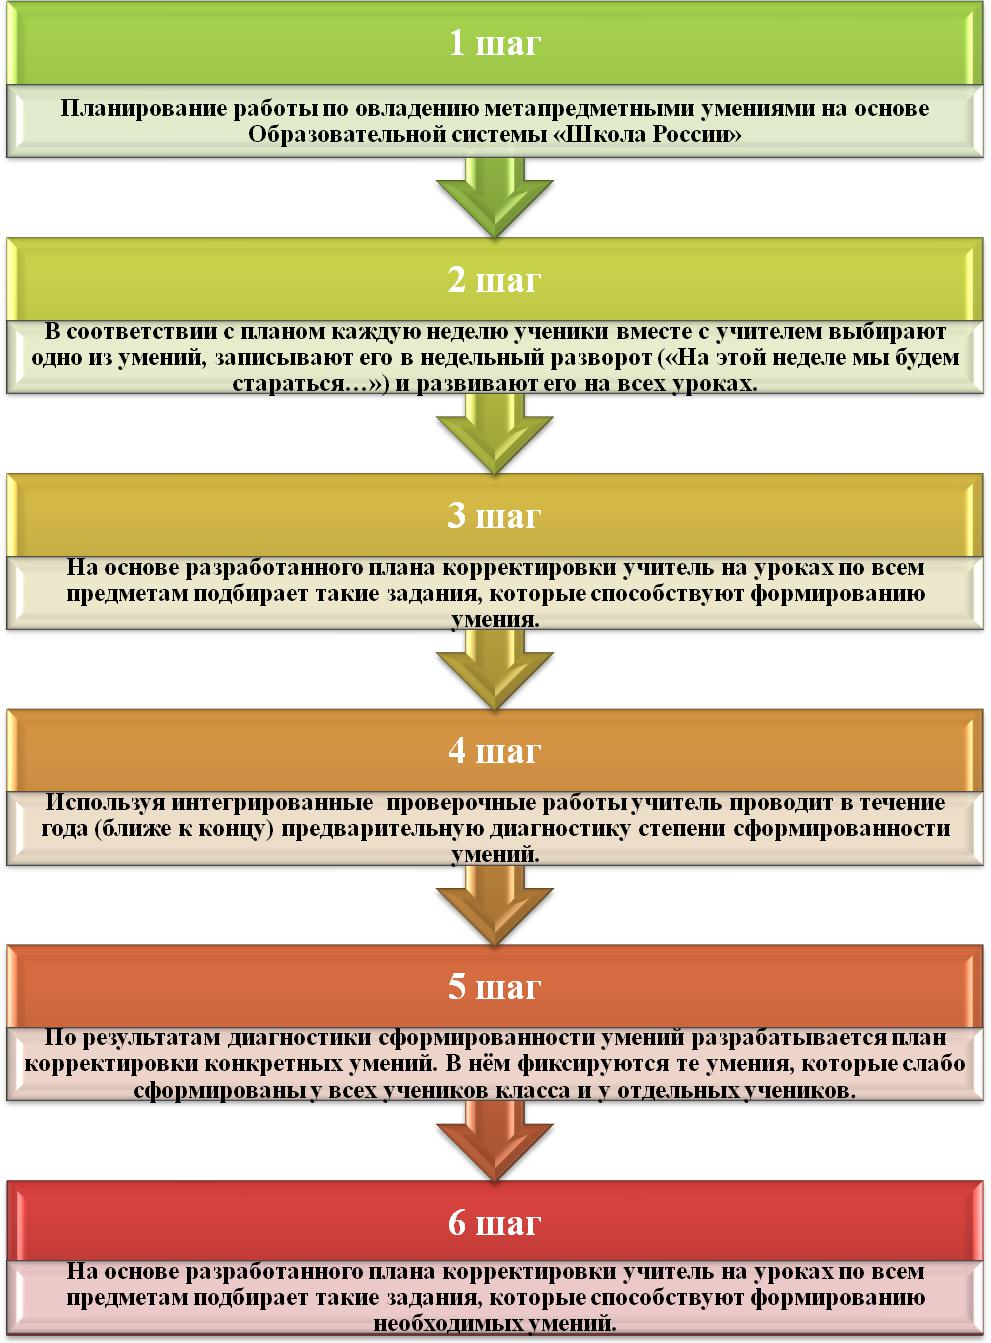 1 шаг
Планирование работы по овладению метапредметными умениями на основе
Образовательной системы «Школа России»
2 шаг
В соответствии с планом каждую неделю ученики вместе с учителем выбирают
одно из умений, записывают его в недельный разворот («На этой неделе мы будем
стараться…») и развивают его на всех уроках.
3 шаг
На основе разработанного плана корректировки учитель на уроках по всем
предметам подбирает такие задания, которые способствуют формированию
умения.
4 шаг
Используя интегрированные проверочные работы учитель проводит в течение
года (ближе к концу) предварительную диагностику степени сформированности
умений.
5 шаг
По результатам диагностики сформированности умений разрабатывается план
корректировки конкретных умений. В нём фиксируются те умения, которые слабо
сформированы у всех учеников класса и у отдельных учеников.
6 шаг
На основе разработанного плана корректировки учитель на уроках по всем
предметам подбирает такие задания, которые способствуют формированию
необходимых умений.